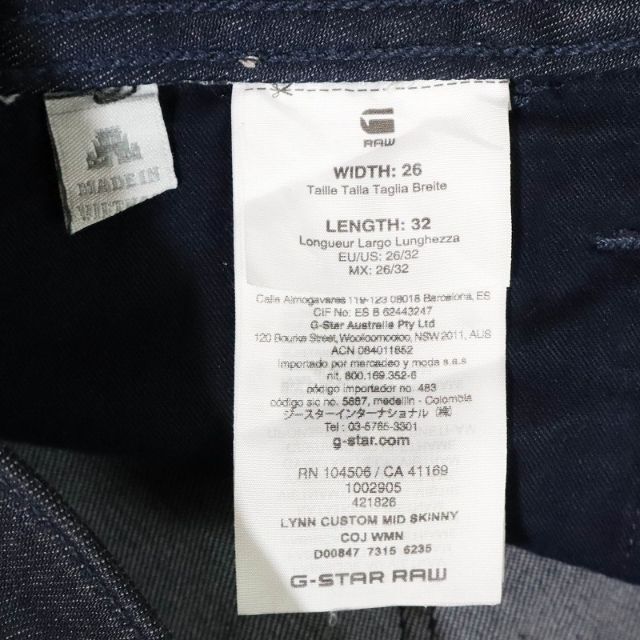 MADE IN
G
RAW
WIDTH: 26
Taille Talla Taglia Breite
LENGTH: 32
Longueur Largo Lunghezza
EU/US: 26/32
MX: 26/32
Calle Almogavares 119-123 08018 Barcelona, ES
CIF No: ES B 62443247
G-Star Australia Pty Ltd
120 Bourke Street, Woolloomooloo, NSW 2011, AUS
ACN 084011852
Importado por mercadeo y moda s.a.s
nit. 800.169.352-6
código importador no. 483
código sic no. 5687, medellin - Colombia
ジースターインターナショナル (株)
Tel : 03-5785-3301
g-star.com
RN 104506 / CA 41169
1002905
421826
LYNN CUSTOM MID SKINNY
COJ WMN
D00847 7315 6235
G-STAR RAW